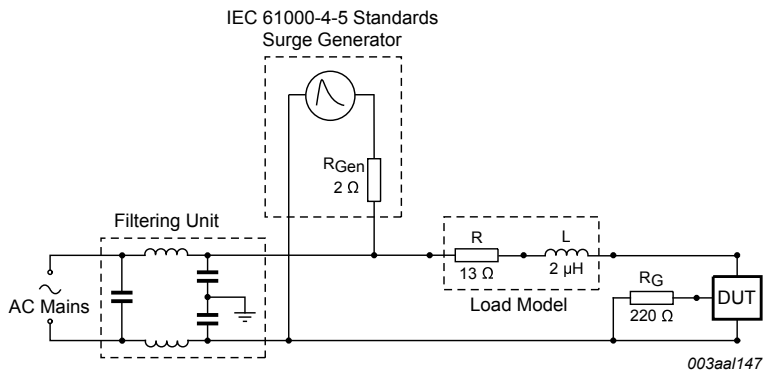 IEC 61000-4-5 Standards
Surge Generator
RGen
2 Ω
Filtering Unit
R
L
13 Ω
2 μH
RG
220 Ω
DUT
AC Mains
Load Model
003aal147